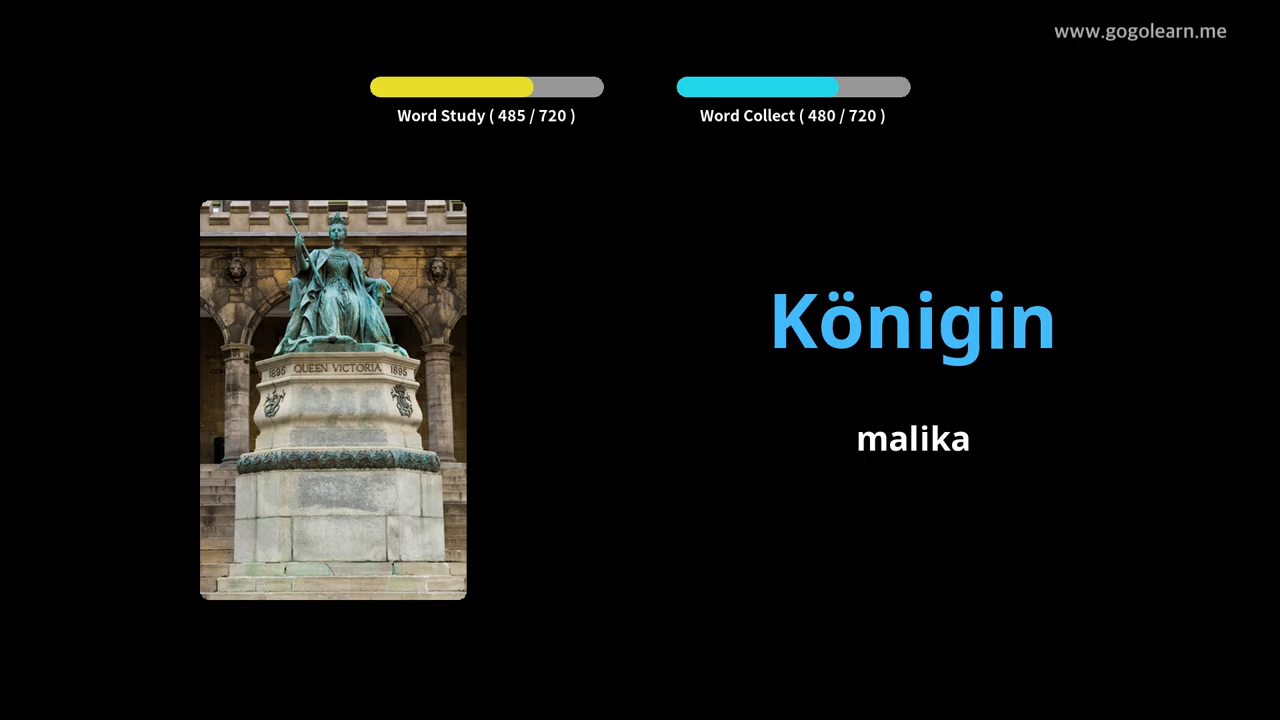 www.gogolearn.me
Word Study ( 485 / 720 )
Word Collect ( 480 / 720 )
1895 QUEEN VICTORIA 1895
Königin
malika